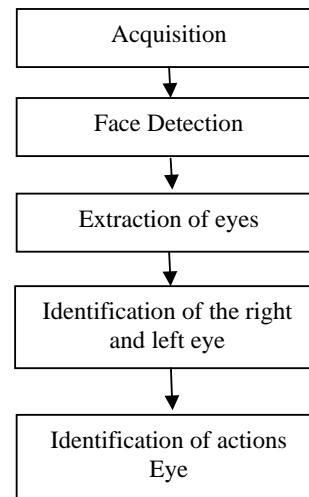 Acquisition
Face Detection
Extraction of eyes
Identification of the right
and left eye
Identification of actions
Eye